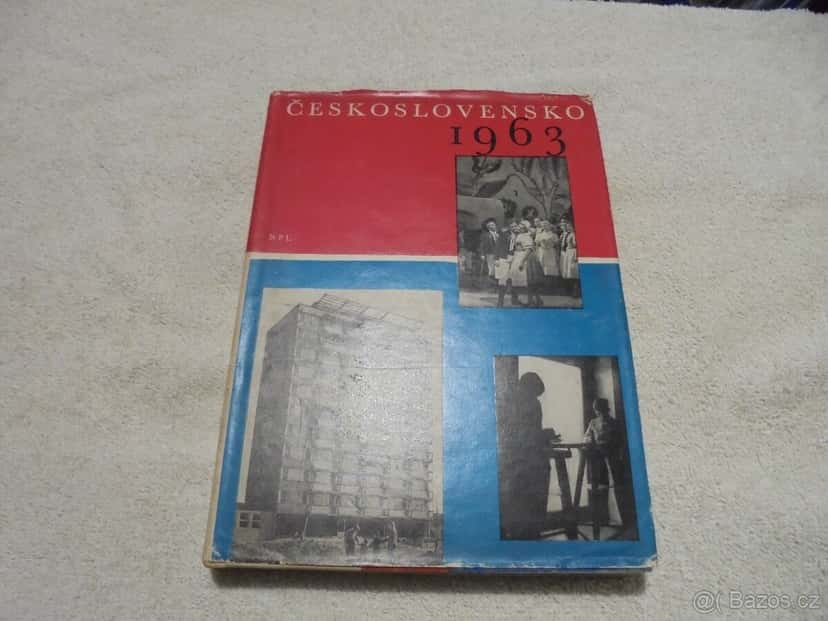 ČESKOSLOVENSKO
1963
NPL
@( Bazoš.cz